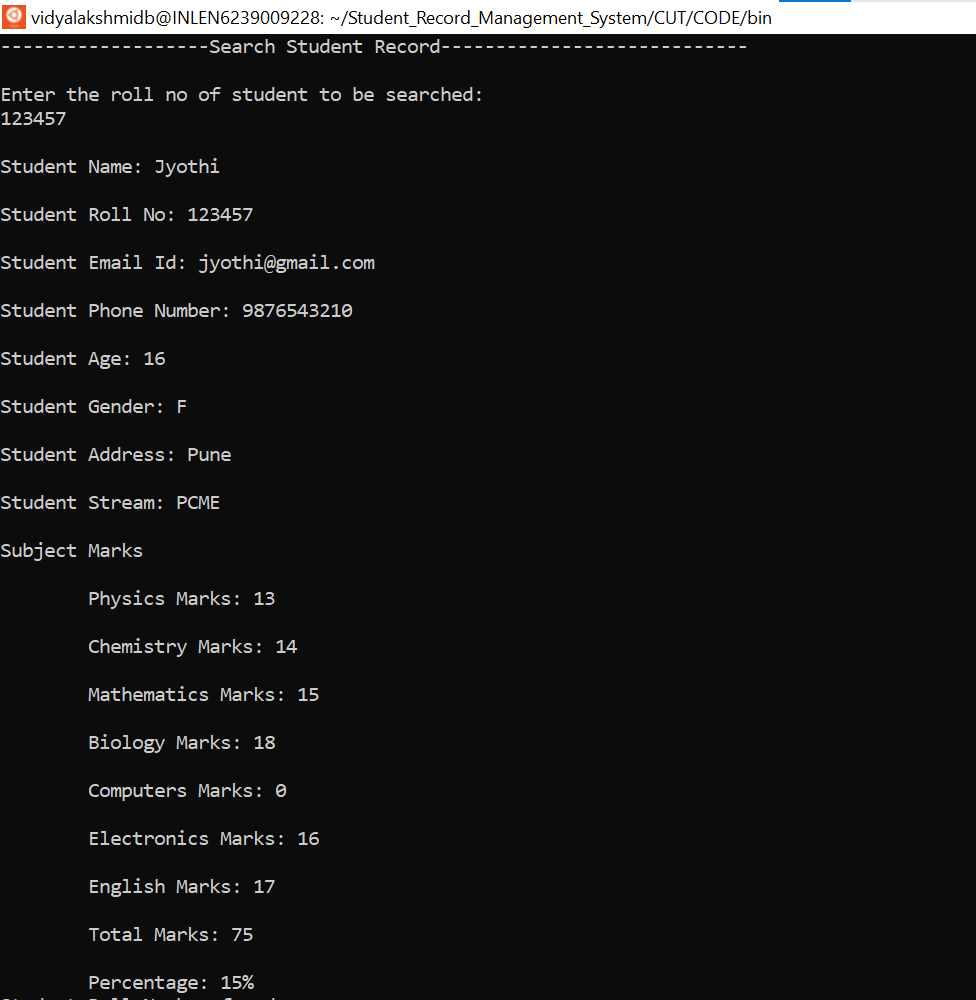 vidyalakshmidb@INLEN6239009228: ~/Student_Record_Management_System/CUT/CODE/bin
-------------------Search Student Record----------------------------
Enter the roll no of student to be searched:
123457
Student Name: Jyothi
Student Roll No: 123457
Student Email Id: jyothi@gmail.com
Student Phone Number: 9876543210
Student Age: 16
Student Gender: F
Student Address: Pune
Student Stream: PCME
Subject Marks
Physics Marks: 13
Chemistry Marks: 14
Mathematics Marks: 15
Biology Marks: 18
Computers Marks: 0
Electronics Marks: 16
English Marks: 17
Total Marks: 75
Percentage: 15%